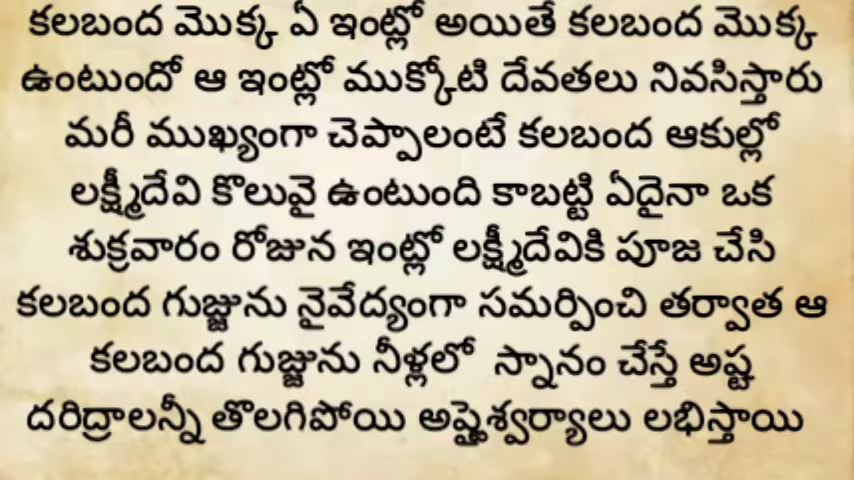 కలబంద మొక్క ఏ ఇంట్లో అయితే కలబంద మొక్క
ఉంటుందో ఆ ఇంట్లో ముక్కోటి దేవతలు నివసిస్తారు
మరీ ముఖ్యంగా చెప్పాలంటే కలబంద ఆకుల్లో
లక్ష్మీదేవి కొలువై ఉంటుంది కాబట్టి ఏదైనా ఒక
శుక్రవారం రోజున ఇంట్లో లక్ష్మీదేవికి పూజ చేసి
కలబంద గుజ్జును నైవేద్యంగా సమర్పించి తర్వాత ఆ
కలబంద గుజ్జును నీళ్లలో స్నానం చేస్తే అష్ట
దరిద్రాలన్నీ తొలగిపోయి అష్టైశ్వర్యాలు లభిస్తాయి